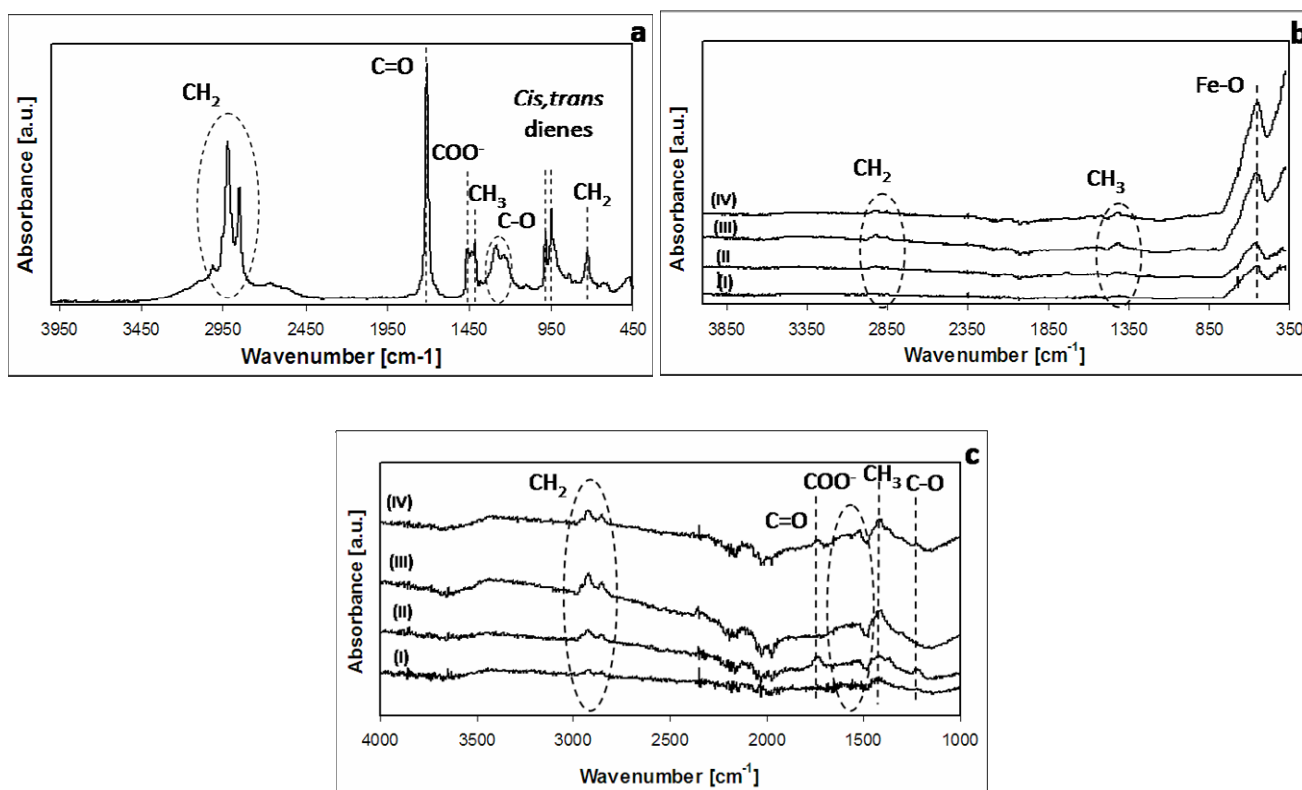 a
C=O
CH₂
Cis,trans
dienes
COO⁻
CH₃
CH₂
C-O
Absorbance [a.u.]
3950 3450 2950 2450 1950 1450 950 450
Wavenumber [cm-1]
b
Fe-O
CH₂
CH₃
(IV)
(III)
(II
(I)
Absorbance [a.u.]
3850 3350 2850 2350 1850 1350 850 350
Wavenumber [cm⁻¹]
c
CH₂
COO⁻
CH₃
C-O
C=O
(IV)
(III)
(II)
(I)
Absorbance [a.u.]
4000 3500 3000 2500 2000 1500 1000
Wavenumber [cm⁻¹]